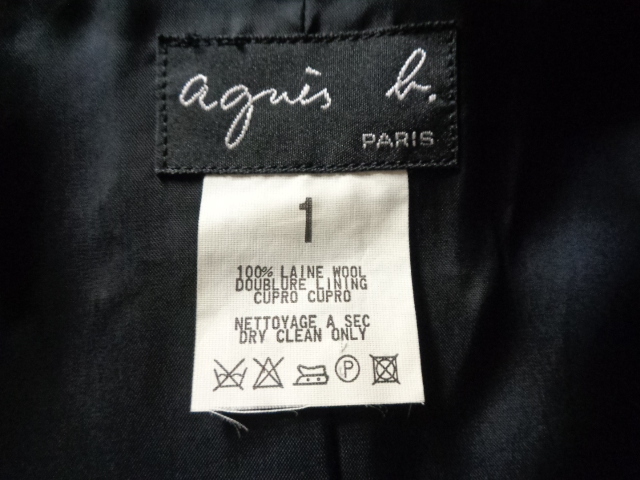 agnès b.
PARIS
1
100% LAINE WOOL
DOUBLURE LINING
CUPRO CUPRO
NETTOYAGE A SEC
DRY CLEAN ONLY
P